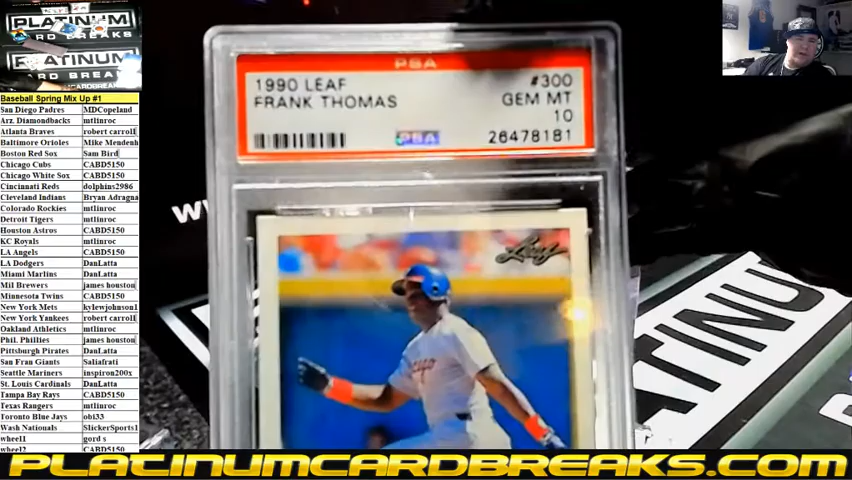 PLATINUM
RD BREAKS
PLATINUM
RD BREAKS
Baseball Spring Mix Up #1
San Diego Padres MDCopeland
Arz. Diamondbacks mtlinroc
Atlanta Braves robert carroll
Baltimore Orioles Mike Mendenh
Boston Red Sox Sam Bird
Chicago Cubs CABD5150
Chicago White Sox CABD5150
Cincinnati Reds dolphins2986
Cleveland Indians Bryan Adragna
Colorado Rockies mtlinroc
Detroit Tigers mtlinroc
Houston Astros CABD5150
KC Royals mtlinroc
LA Angels CABD5150
LA Dodgers DanLatta
Miami Marlins DanLatta
Mil Brewers james houston
Minnesota Twins CABD5150
New York Mets kylewjohnson1
New York Yankees robert carroll
Oakland Athletics mtlinroc
Phil. Phillies james houston
Pittsburgh Pirates DanLatta
San Fran Giants Saliafrati
Seattle Mariners inspiron200x
St. Louis Cardinals DanLatta
Tampa Bay Rays CABD5150
Texas Rangers mtlinroc
Toronto Blue Jays obi33
Wash Nationals SlickerSports1
wheel1 gord s
wheel2 CABD5150
PSA
1990 LEAF #300
FRANK THOMAS GEM MT
10
PSA 26478181
Leaf
W
ATINU
PLATINUMCARDBREAKS.COM